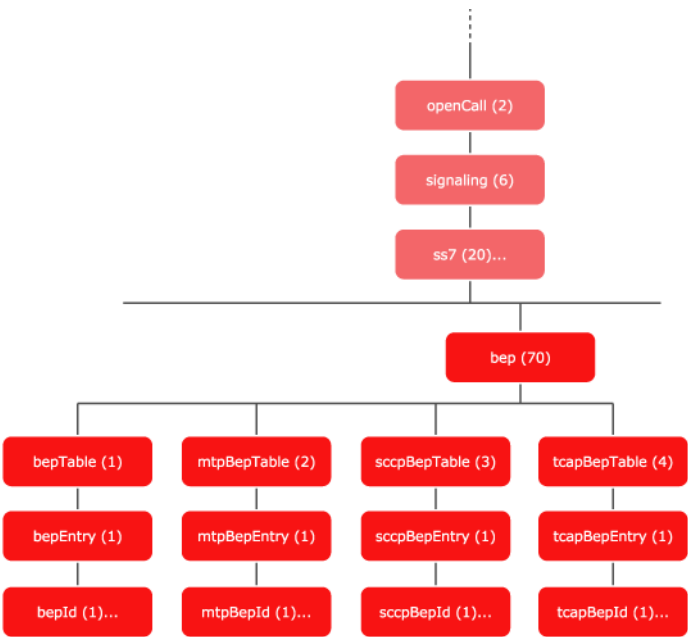 openCall (2)
signaling (6)
ss7 (20)...
bep (70)
bepTable (1)
mtpBepTable (2)
sccpBepTable (3)
tcapBepTable (4)
bepEntry (1)
mtpBepEntry (1)
sccpBepEntry (1)
tcapBepEntry (1)
bepId (1)...
mtpBepId (1)...
sccpBepId (1)...
tcapBepId (1)...